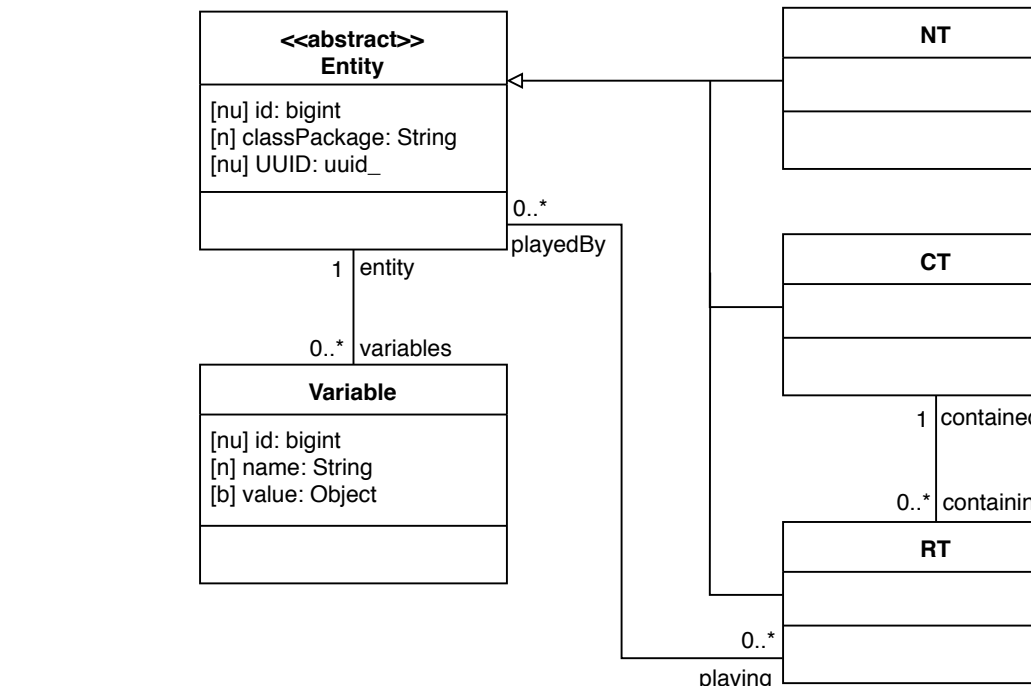 <<abstract>>
Entity
[nu] id: bigint
[n] classPackage: String
[nu] UUID: uuid_
0..*
playedBy
1 entity
0..* variables
Variable
[nu] id: bigint
[n] name: String
[b] value: Object
NT
CT
1
0..*
RT
0..*
playing